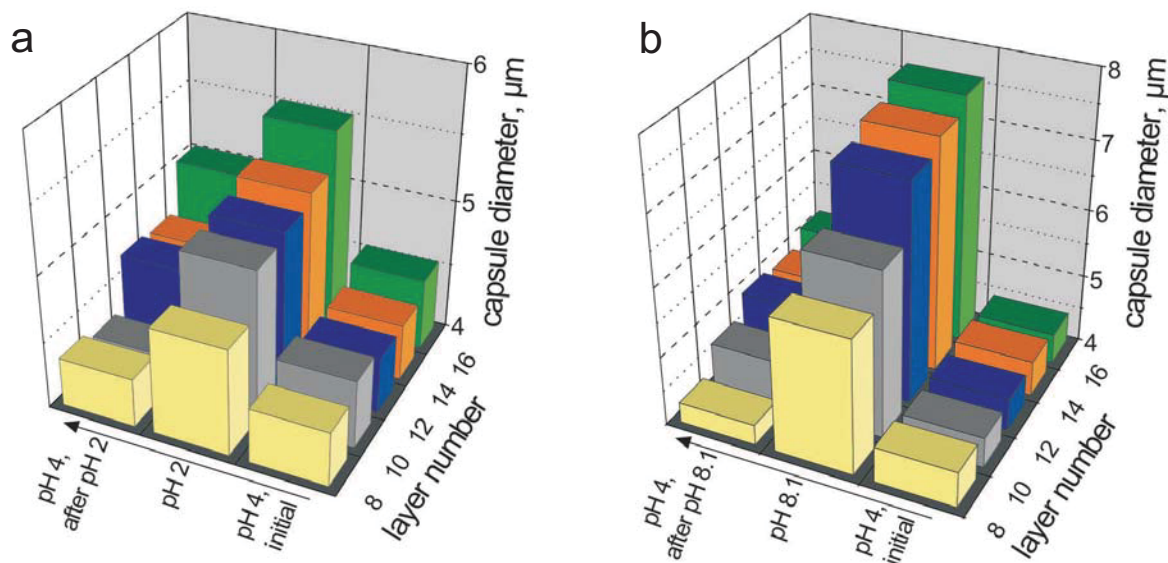 a
6
5
4
capsule diameter, µm
16
14
12
10
8
layer number
pH 4,
after pH 2
pH 2
pH 4,
initial
b
8
7
6
5
4
capsule diameter, µm
16
14
12
10
8
layer number
pH 4,
after pH 8.1
pH 8.1
pH 4,
initial